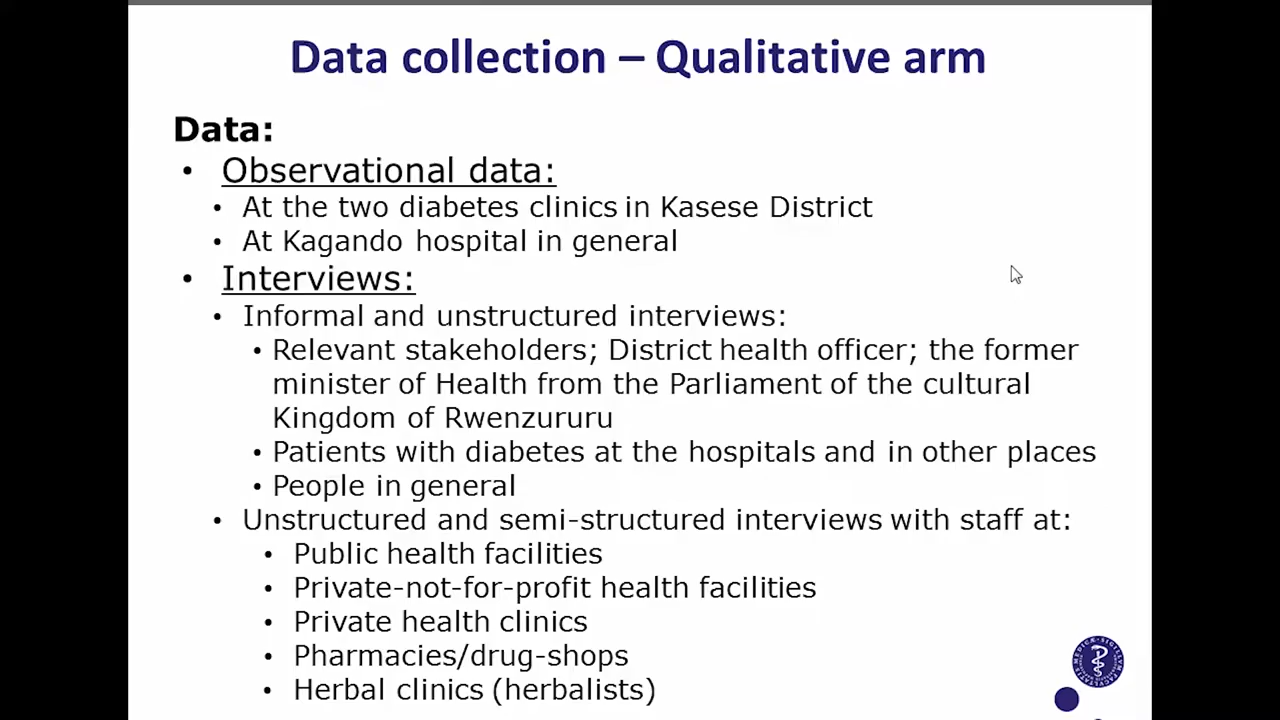 Data collection – Qualitative arm
Data:
• Observational data:
• At the two diabetes clinics in Kasese District
• At Kagando hospital in general
• Interviews:
• Informal and unstructured interviews:
• Relevant stakeholders; District health officer; the former
minister of Health from the Parliament of the cultural
Kingdom of Rwenzururu
• Patients with diabetes at the hospitals and in other places
• People in general
• Unstructured and semi-structured interviews with staff at:
• Public health facilities
• Private-not-for-profit health facilities
• Private health clinics
• Pharmacies/drug-shops
• Herbal clinics (herbalists)